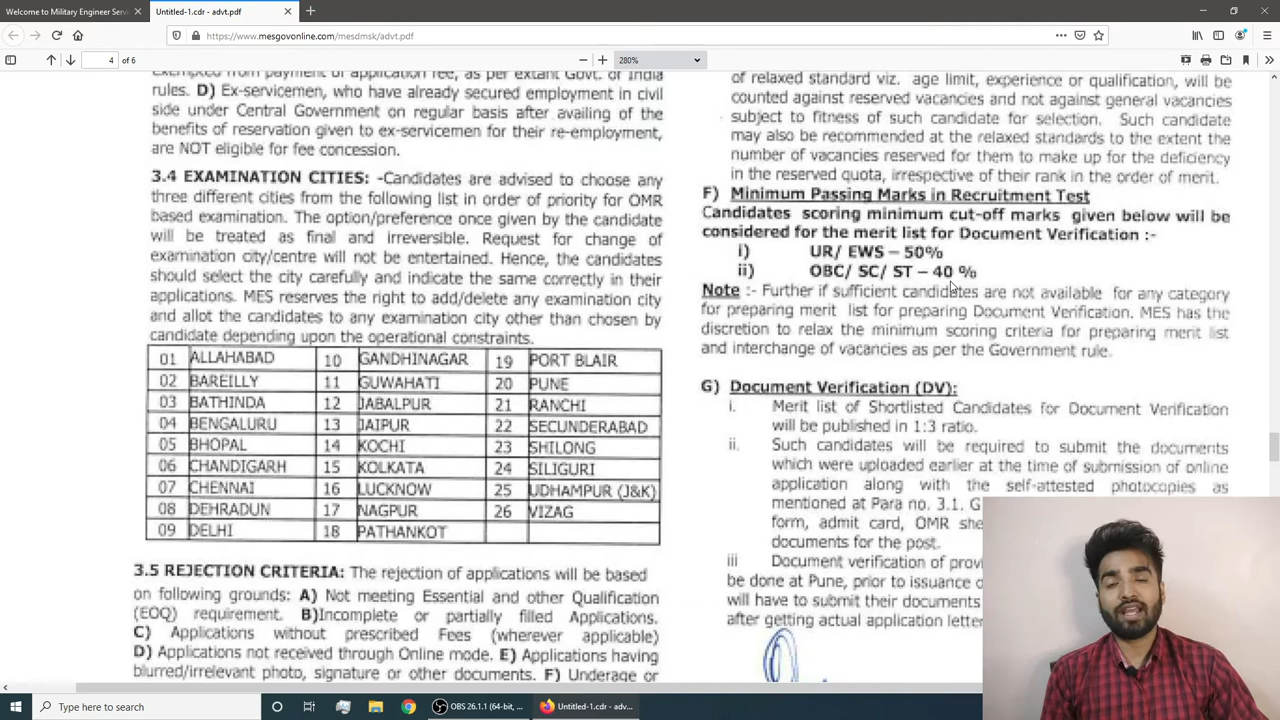 Welcome to Military Engineer Serv
Untitled-1.cdr - advt.pdf
https://www.mesgovonline.com/mesdmsk/advt.pdf
4 of 6
280%
Exempted from payment of application fee, as per extant Govt. of India
rules. D) Ex-servicemen, who have already secured employment in civil
side under Central Government on regular basis after availing of the
benefits of reservation given to ex-servicemen for their re-employment,
are NOT eligible for fee concession.
3.4 EXAMINATION CITIES: -Candidates are advised to choose any
three different cities from the following list in order of priority for OMR
based examination. The option/preference once given by the candidate
will be treated as final and irreversible. Request for change of
examination city/centre will not be entertained. Hence, the candidates
should select the city carefully and indicate the same correctly in their
applications. MES reserves the right to add/delete any examination city
and allot the candidates to any examination city other than chosen by
candidate depending upon the operational constraints.
01 ALLAHABAD 10 GANDHINAGAR 19 PORT BLAIR
02 BAREILLY 11 GUWAHATI 20 PUNE
03 BATHINDA 12 JABALPUR 21 RANCHI
04 BENGALURU 13 JAIPUR 22 SECUNDERABAD
05 BHOPAL 14 KOCHI 23 SHILONG
06 CHANDIGARH 15 KOLKATA 24 SILIGURI
07 CHENNAI 16 LUCKNOW 25 UDHAMPUR (J&K)
08 DEHRADUN 17 NAGPUR 26 VIZAG
09 DELHI 18 PATHANKOT
3.5 REJECTION CRITERIA: The rejection of applications will be based
on following grounds: A) Not meeting Essential and other Qualification
(EOQ) requirement. B)Incomplete or partially filled Applications.
C) Applications without prescribed Fees (wherever applicable)
D) Applications not received through Online mode. E) Applications having
blurred/irrelevant photo, signature or other documents. F) Underage or
of relaxed standard viz. age limit, experience or qualification, will be
counted against reserved vacancies and not against general vacancies
subject to fitness of such candidate for selection. Such candidate
may also be recommended at the relaxed standards to the extent the
number of vacancies reserved for them to make up for the deficiency
in the reserved quota, irrespective of their rank in the order of merit.
F) Minimum Passing Marks in Recruitment Test
Candidates scoring minimum cut-off marks given below will be
considered for the merit list for Document Verification :-
i) UR/ EWS – 50%
ii) OBC/ SC/ ST – 40 %
Note :- Further if sufficient candidates are not available for any category
for preparing merit list for preparing Document Verification. MES has the
discretion to relax the minimum scoring criteria for preparing merit list
and interchange of vacancies as per the Government rule.
G) Document Verification (DV):
i. Merit list of Shortlisted Candidates for Document Verification
will be published in 1:3 ratio.
ii. Such candidates will be required to submit the documents
which were uploaded earlier at the time of submission of online
application along with the self-attested photocopies as
mentioned at Para no. 3.1. G
form, admit card, OMR she
documents for the post.
iii Document verification of prov
be done at Pune, prior to issuance o
will have to submit their documents
after getting actual application letter
Type here to search
OBS 26.1.1 (64-bit, ...
Untitled-1.cdr - adv...